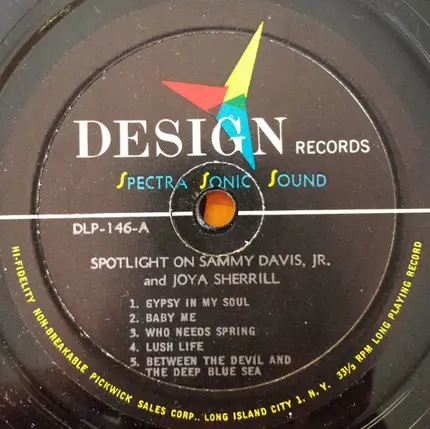 DESIGN RECORDS
SPECTRA SONIC SOUND
DLP-146-A
SPOTLIGHT ON SAMMY DAVIS, JR.
and JOYA SHERRILL
1. GYPSY IN MY SOUL
2. BABY ME
3. WHO NEEDS SPRING
4. LUSH LIFE
5. BETWEEN THE DEVIL AND
THE DEEP BLUE SEA
HI-FIDELITY NON-BREAKABLE PICKWICK SALES CORP., LONG ISLAND CITY 1, N. Y. 33⅓ RPM LONG PLAYING RECORD